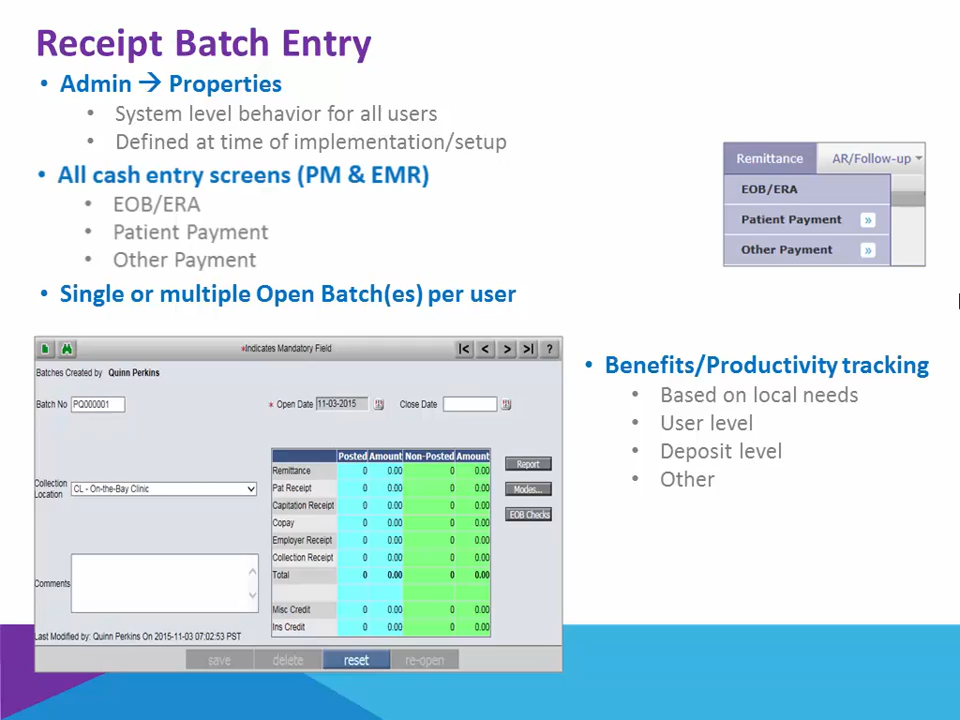 Receipt Batch Entry
• Admin → Properties
• System level behavior for all users
• Defined at time of implementation/setup
• All cash entry screens (PM & EMR)
• EOB/ERA
• Patient Payment
• Other Payment
• Single or multiple Open Batch(es) per user
Remittance AR/Follow-up
EOB/ERA
Patient Payment »
Other Payment »
*Indicates Mandatory Field |< < > >| ?
Batches Created by Quinn Perkins
Batch No PQ000001 * Open Date 11-03-2015 Close Date
Collection Location CL - On-the-Bay Clinic
Comments
Posted Amount Non-Posted Amount
Remittance 0 0.00 0 0.00
Pat Receipt 0 0.00 0 0.00
Capitation Receipt 0 0.00 0 0.00
Copay 0 0.00 0 0.00
Employer Receipt 0 0.00 0 0.00
Collection Receipt 0 0.00 0 0.00
Total 0 0.00 0 0.00
Misc Credit 0 0.00 0 0.00
Ins Credit 0 0.00 0 0.00
Report
Modes...
EOB Checks
Last Modified by: Quinn Perkins On 2015-11-03 07:02:53 PST
save delete reset re-open
• Benefits/Productivity tracking
• Based on local needs
• User level
• Deposit level
• Other